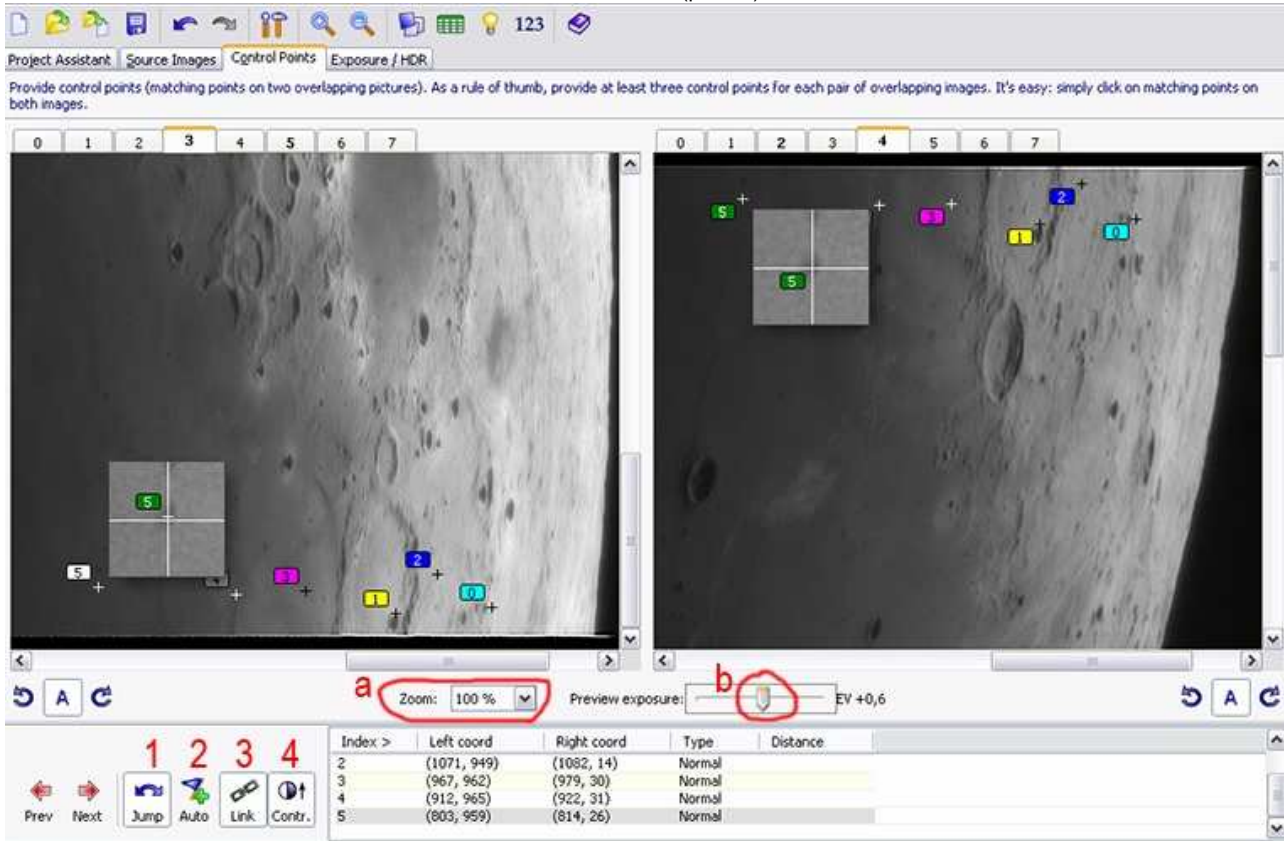 123
Project Assistant Source Images Control Points Exposure / HDR
Provide control points (matching points on two overlapping pictures). As a rule of thumb, provide at least three control points for each pair of overlapping images. It's easy: simply click on matching points on
both images.
0 1 2 3 4 5 6 7
0 1 2 3 4 5 6 7
5
5
4
3
2
1
0
5
5
3
1
2
0
a Zoom: 100 % Preview exposure: b EV +0,6
A
A
1 2 3 4
Prev Next Jump Auto Link Contr.
Index > Left coord Right coord Type Distance
2 (1071, 949) (1082, 14) Normal
3 (967, 962) (979, 30) Normal
4 (912, 965) (922, 31) Normal
5 (803, 959) (814, 26) Normal